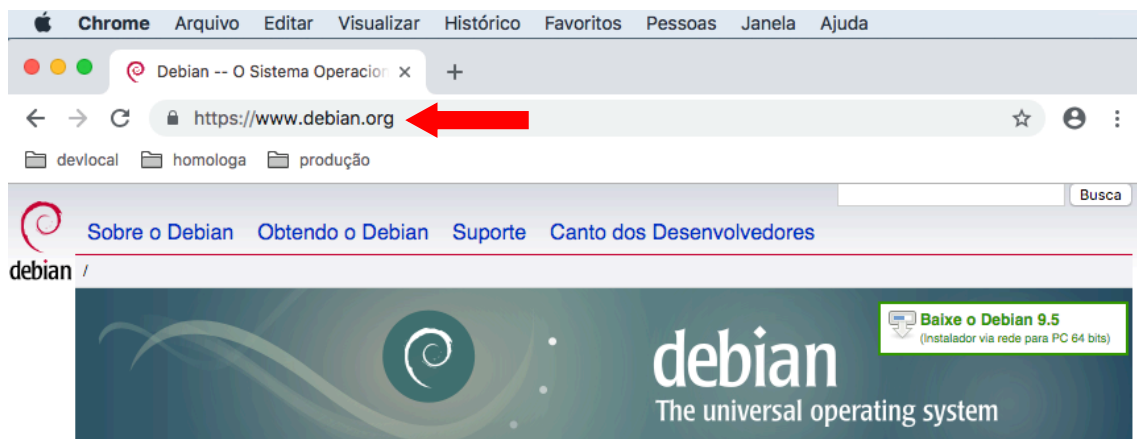 Chrome Arquivo Editar Visualizar Histórico Favoritos Pessoas Janela Ajuda
Debian -- O Sistema Operacion
https://www.debian.org
devlocal homologa produção
Busca
Sobre o Debian Obtendo o Debian Suporte Canto dos Desenvolvedores
debian /
Baixe o Debian 9.5
(Instalador via rede para PC 64 bits)
debian
The universal operating system